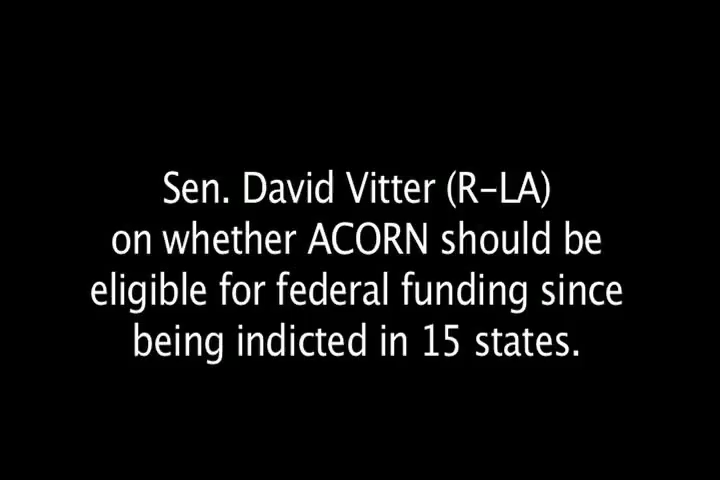 Sen. David Vitter (R-LA)
on whether ACORN should be
eligible for federal funding since
being indicted in 15 states.